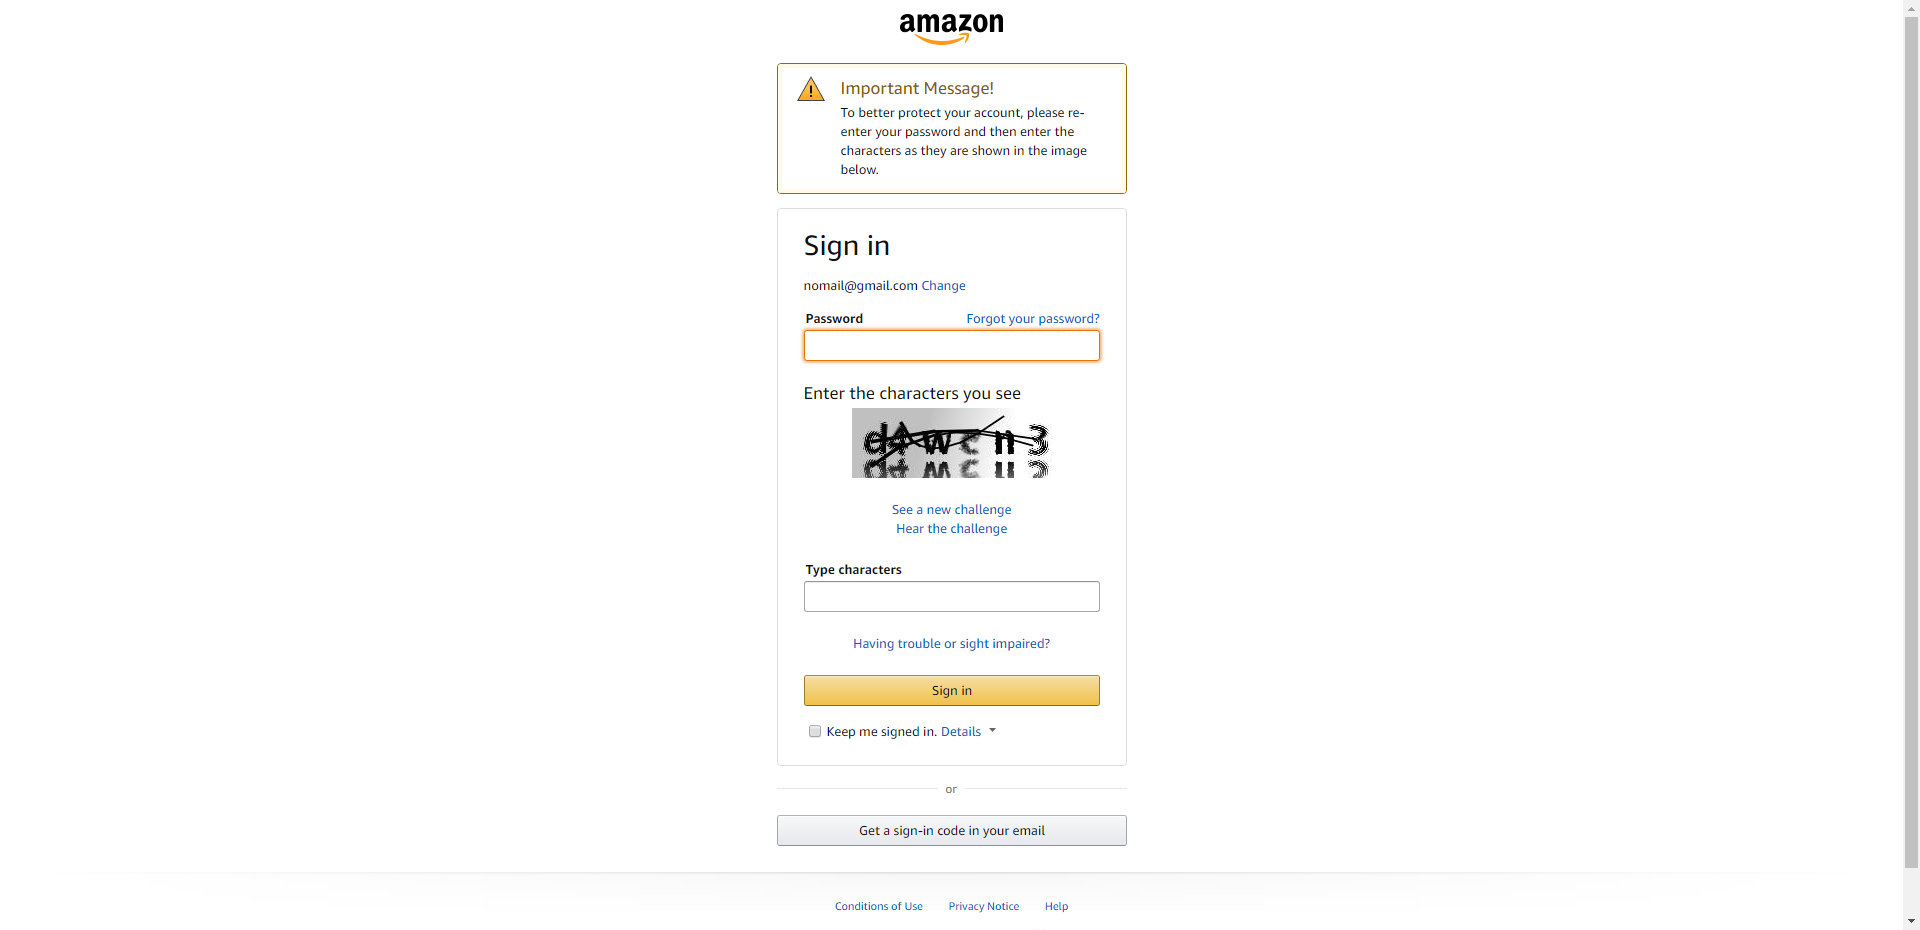 amazon
Important Message!
To better protect your account, please re-
enter your password and then enter the
characters as they are shown in the image
below.
Sign in
nomail@gmail.com Change
Password Forgot your password?
Enter the characters you see
See a new challenge
Hear the challenge
Type characters
Having trouble or sight impaired?
Sign in
Keep me signed in. Details
or
Get a sign-in code in your email
Conditions of Use Privacy Notice Help